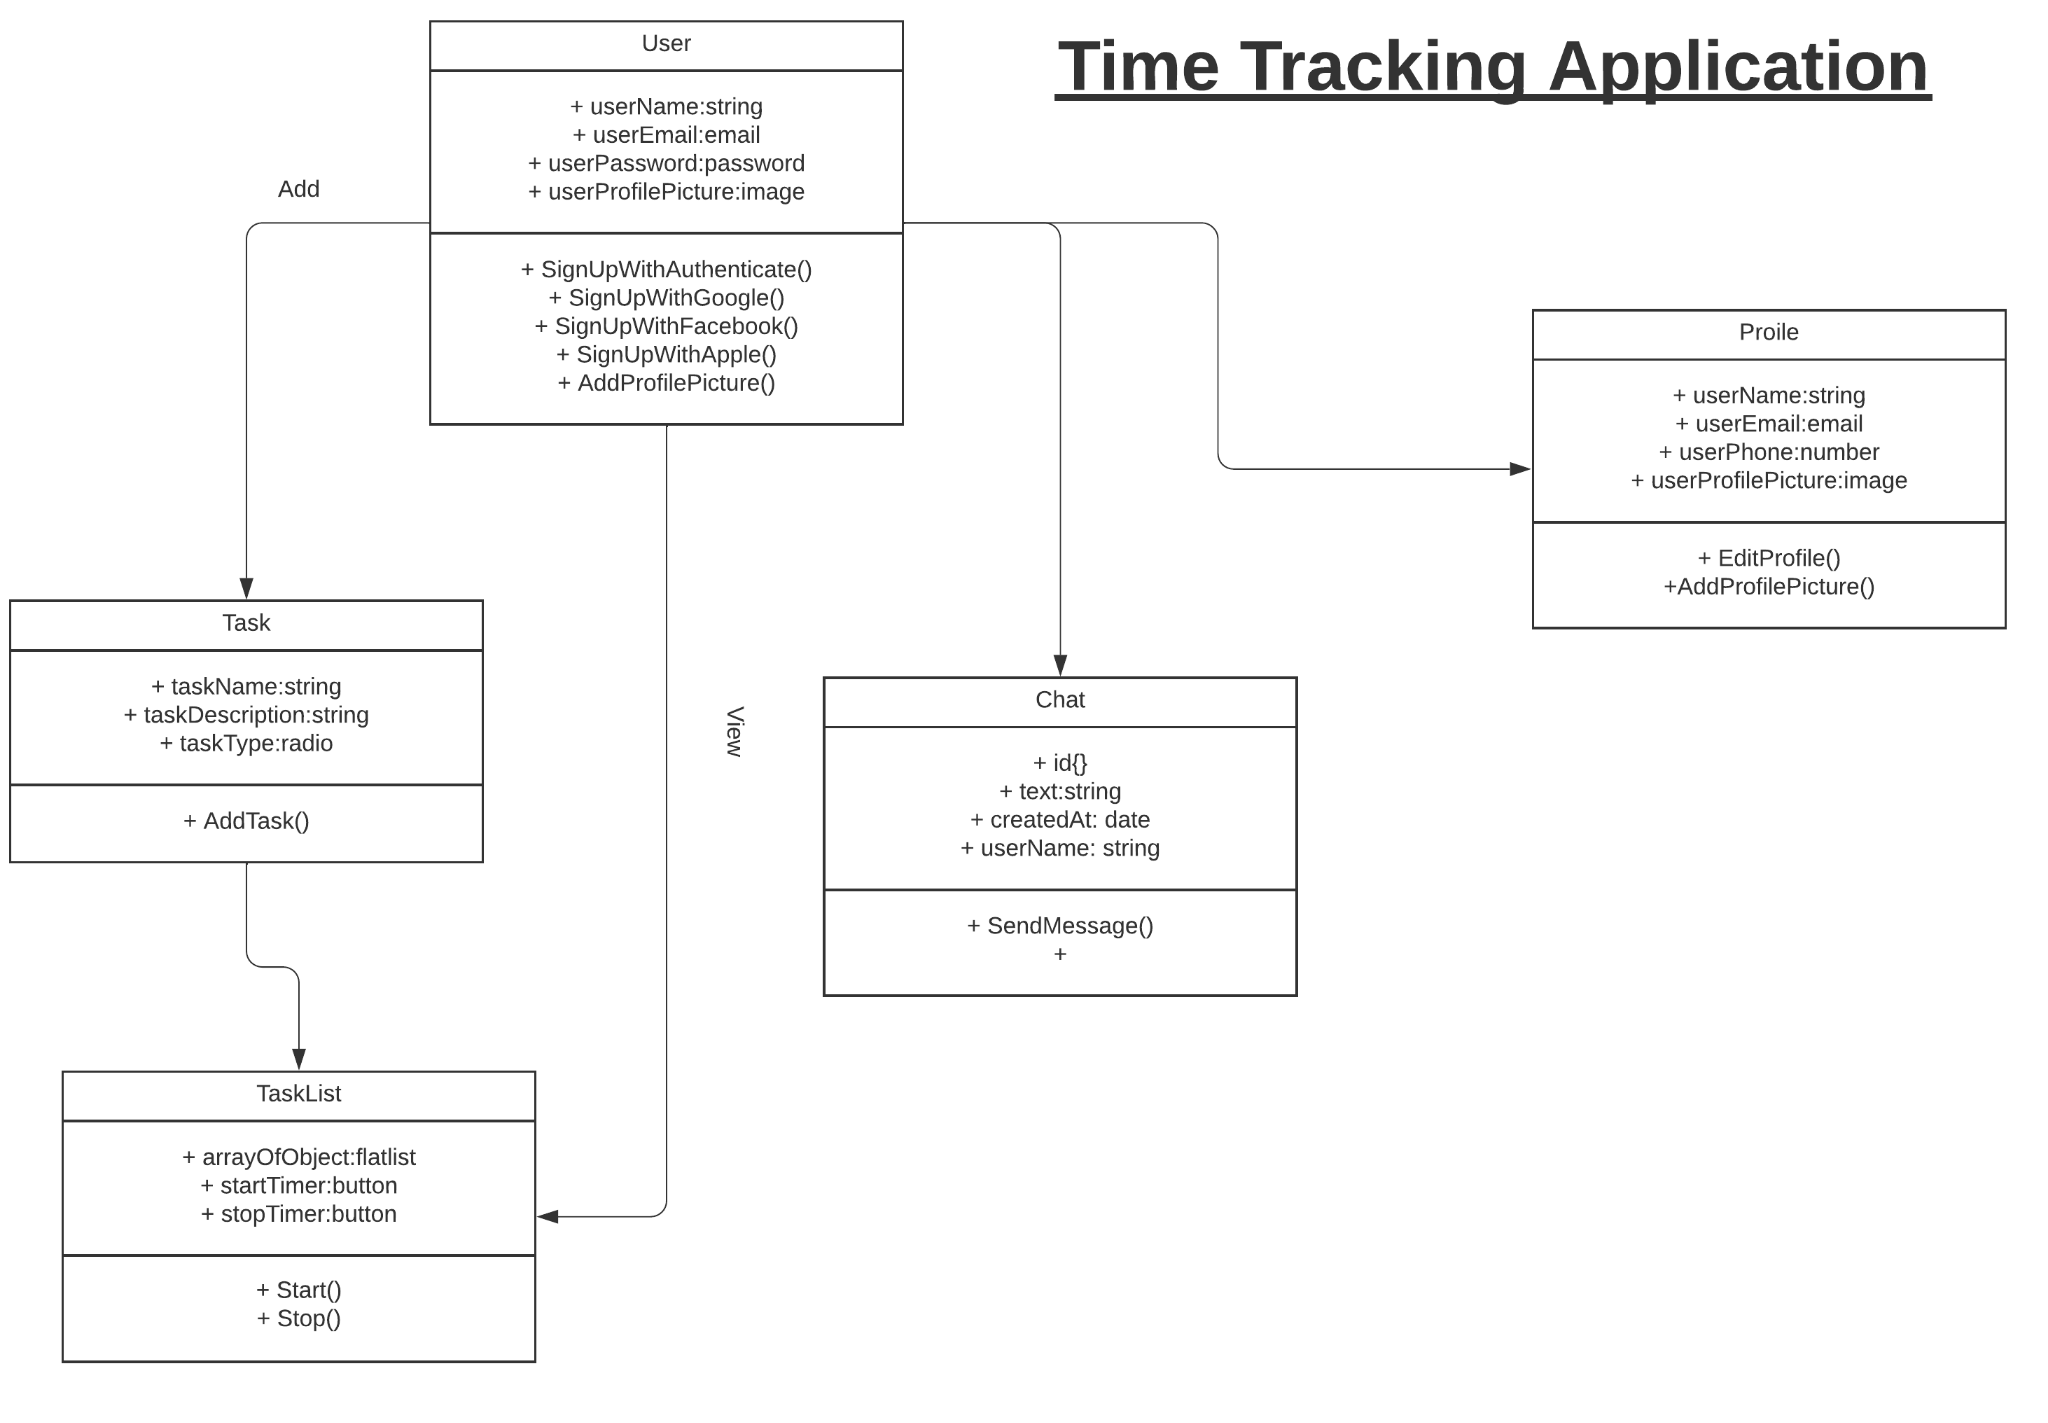 Time Tracking Application
User
+ userName:string
+ userEmail:email
+ userPassword:password
+ userProfilePicture:image
+ SignUpWithAuthenticate()
+ SignUpWithGoogle()
+ SignUpWithFacebook()
+ SignUpWithApple()
+ AddProfilePicture()
Add
Proile
+ userName:string
+ userEmail:email
+ userPhone:number
+ userProfilePicture:image
+ EditProfile()
+AddProfilePicture()
Task
+ taskName:string
+ taskDescription:string
+ taskType:radio
+ AddTask()
View
Chat
+ id{}
+ text:string
+ createdAt: date
+ userName: string
+ SendMessage()
+
TaskList
+ arrayOfObject:flatlist
+ startTimer:button
+ stopTimer:button
+ Start()
+ Stop()